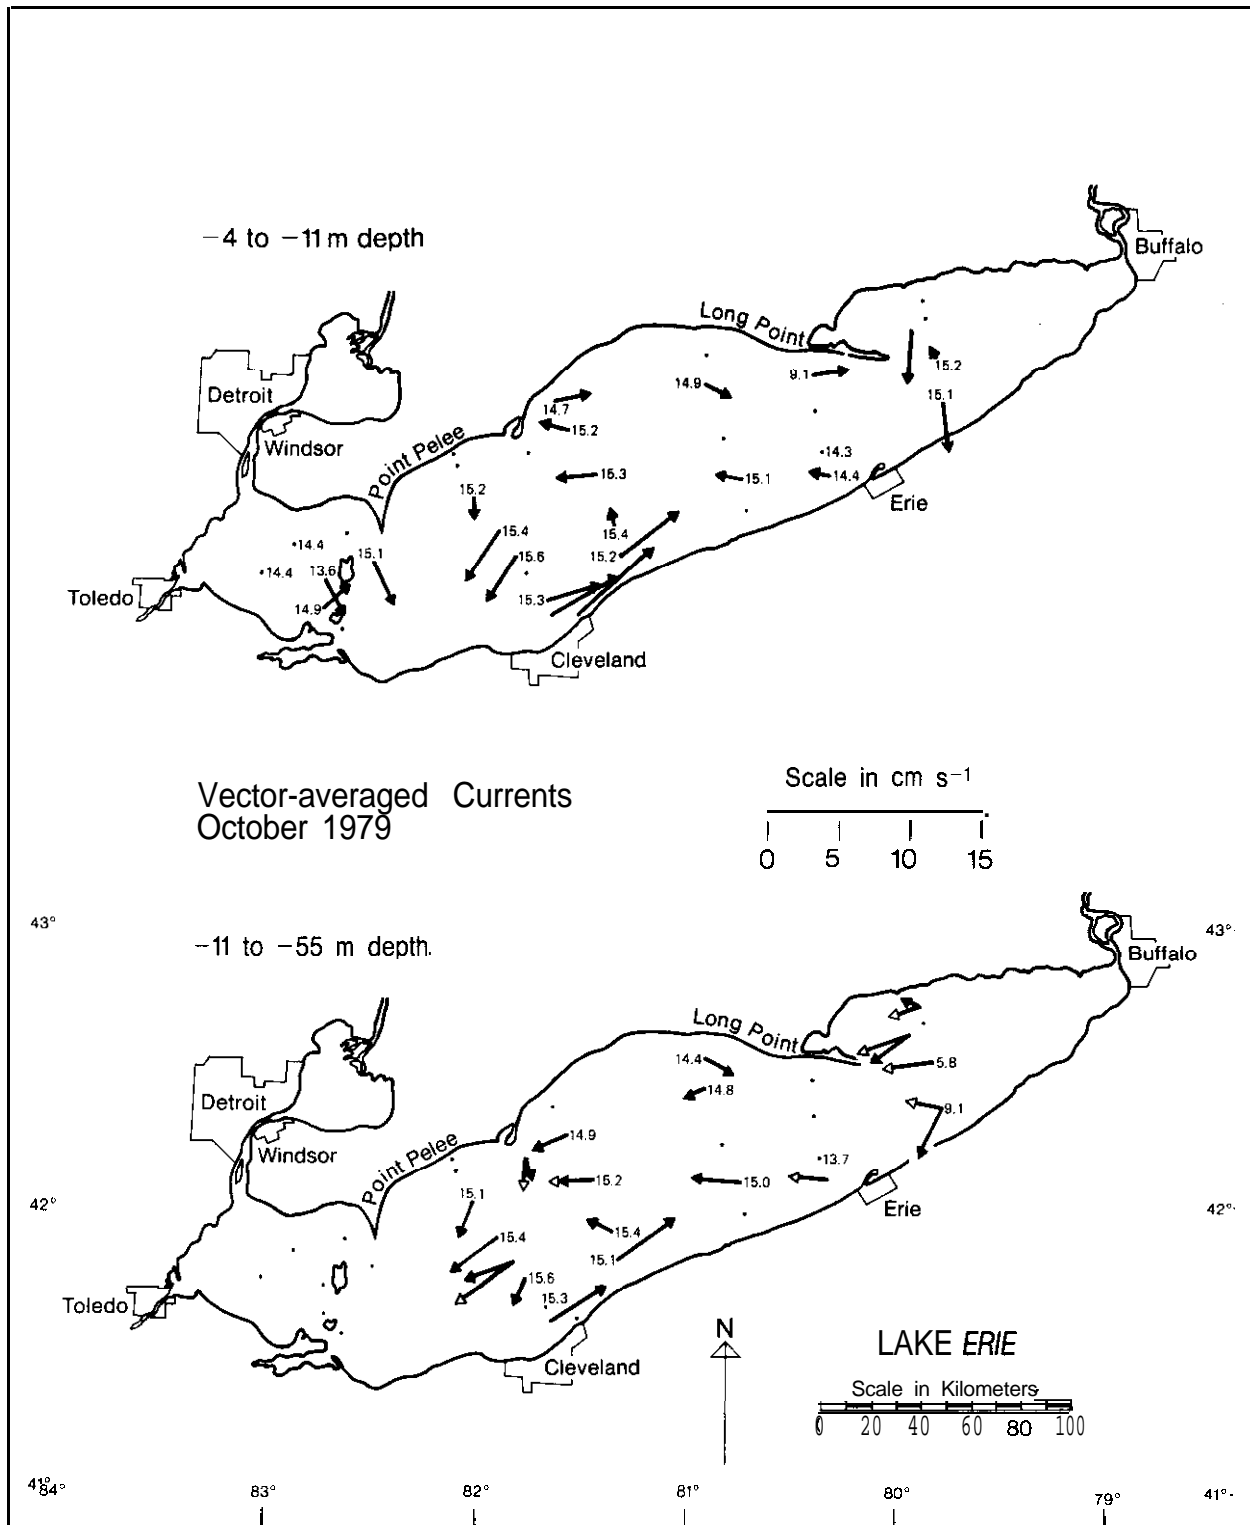 −4 to −11 m depth
Buffalo
Long Point
Detroit
Windsor
Point Pelee
Toledo
Cleveland
Erie
15.2
15.1
9.1
14.9
14.7
15.2
14.3
14.4
15.1
15.3
15.2
15.4
15.4
15.6
15.2
15.3
14.4
15.1
14.4
13.6
14.9
Vector-averaged Currents
October 1979
Scale in cm s−1
0 5 10 15
43°
43°
−11 to −55 m depth.
Buffalo
Long Point
Detroit
Windsor
Point Pelee
Toledo
Cleveland
Erie
5.8
14.4
14.8
9.1
14.9
13.7
15.2
15.0
15.1
15.4
15.4
15.1
15.6
15.3
42°
42°
N
LAKE ERIE
Scale in Kilometers
0 20 40 60 80 100
41°
84° 83° 82° 81° 80° 79° 41°